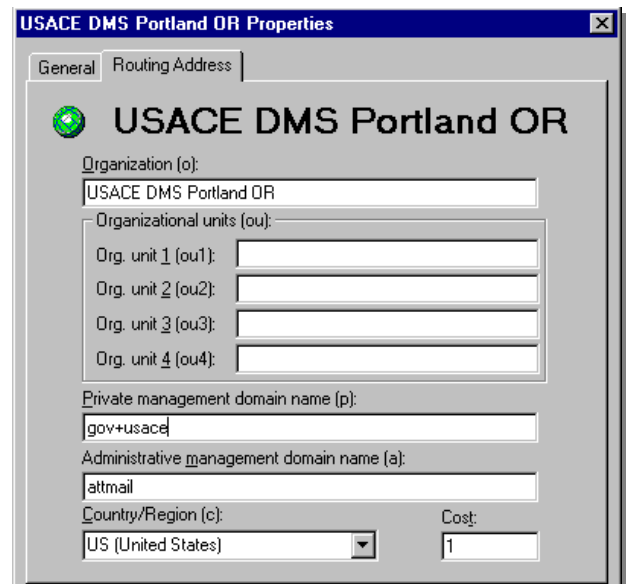 USACE DMS Portland OR Properties
General Routing Address
USACE DMS Portland OR
Organization (o):
USACE DMS Portland OR
Organizational units (ou):
Org. unit 1 (ou1):
Org. unit 2 (ou2):
Org. unit 3 (ou3):
Org. unit 4 (ou4):
Private management domain name (p):
gov+usace
Administrative management domain name (a):
attmail
Country/Region (c): Cost:
US (United States) 1